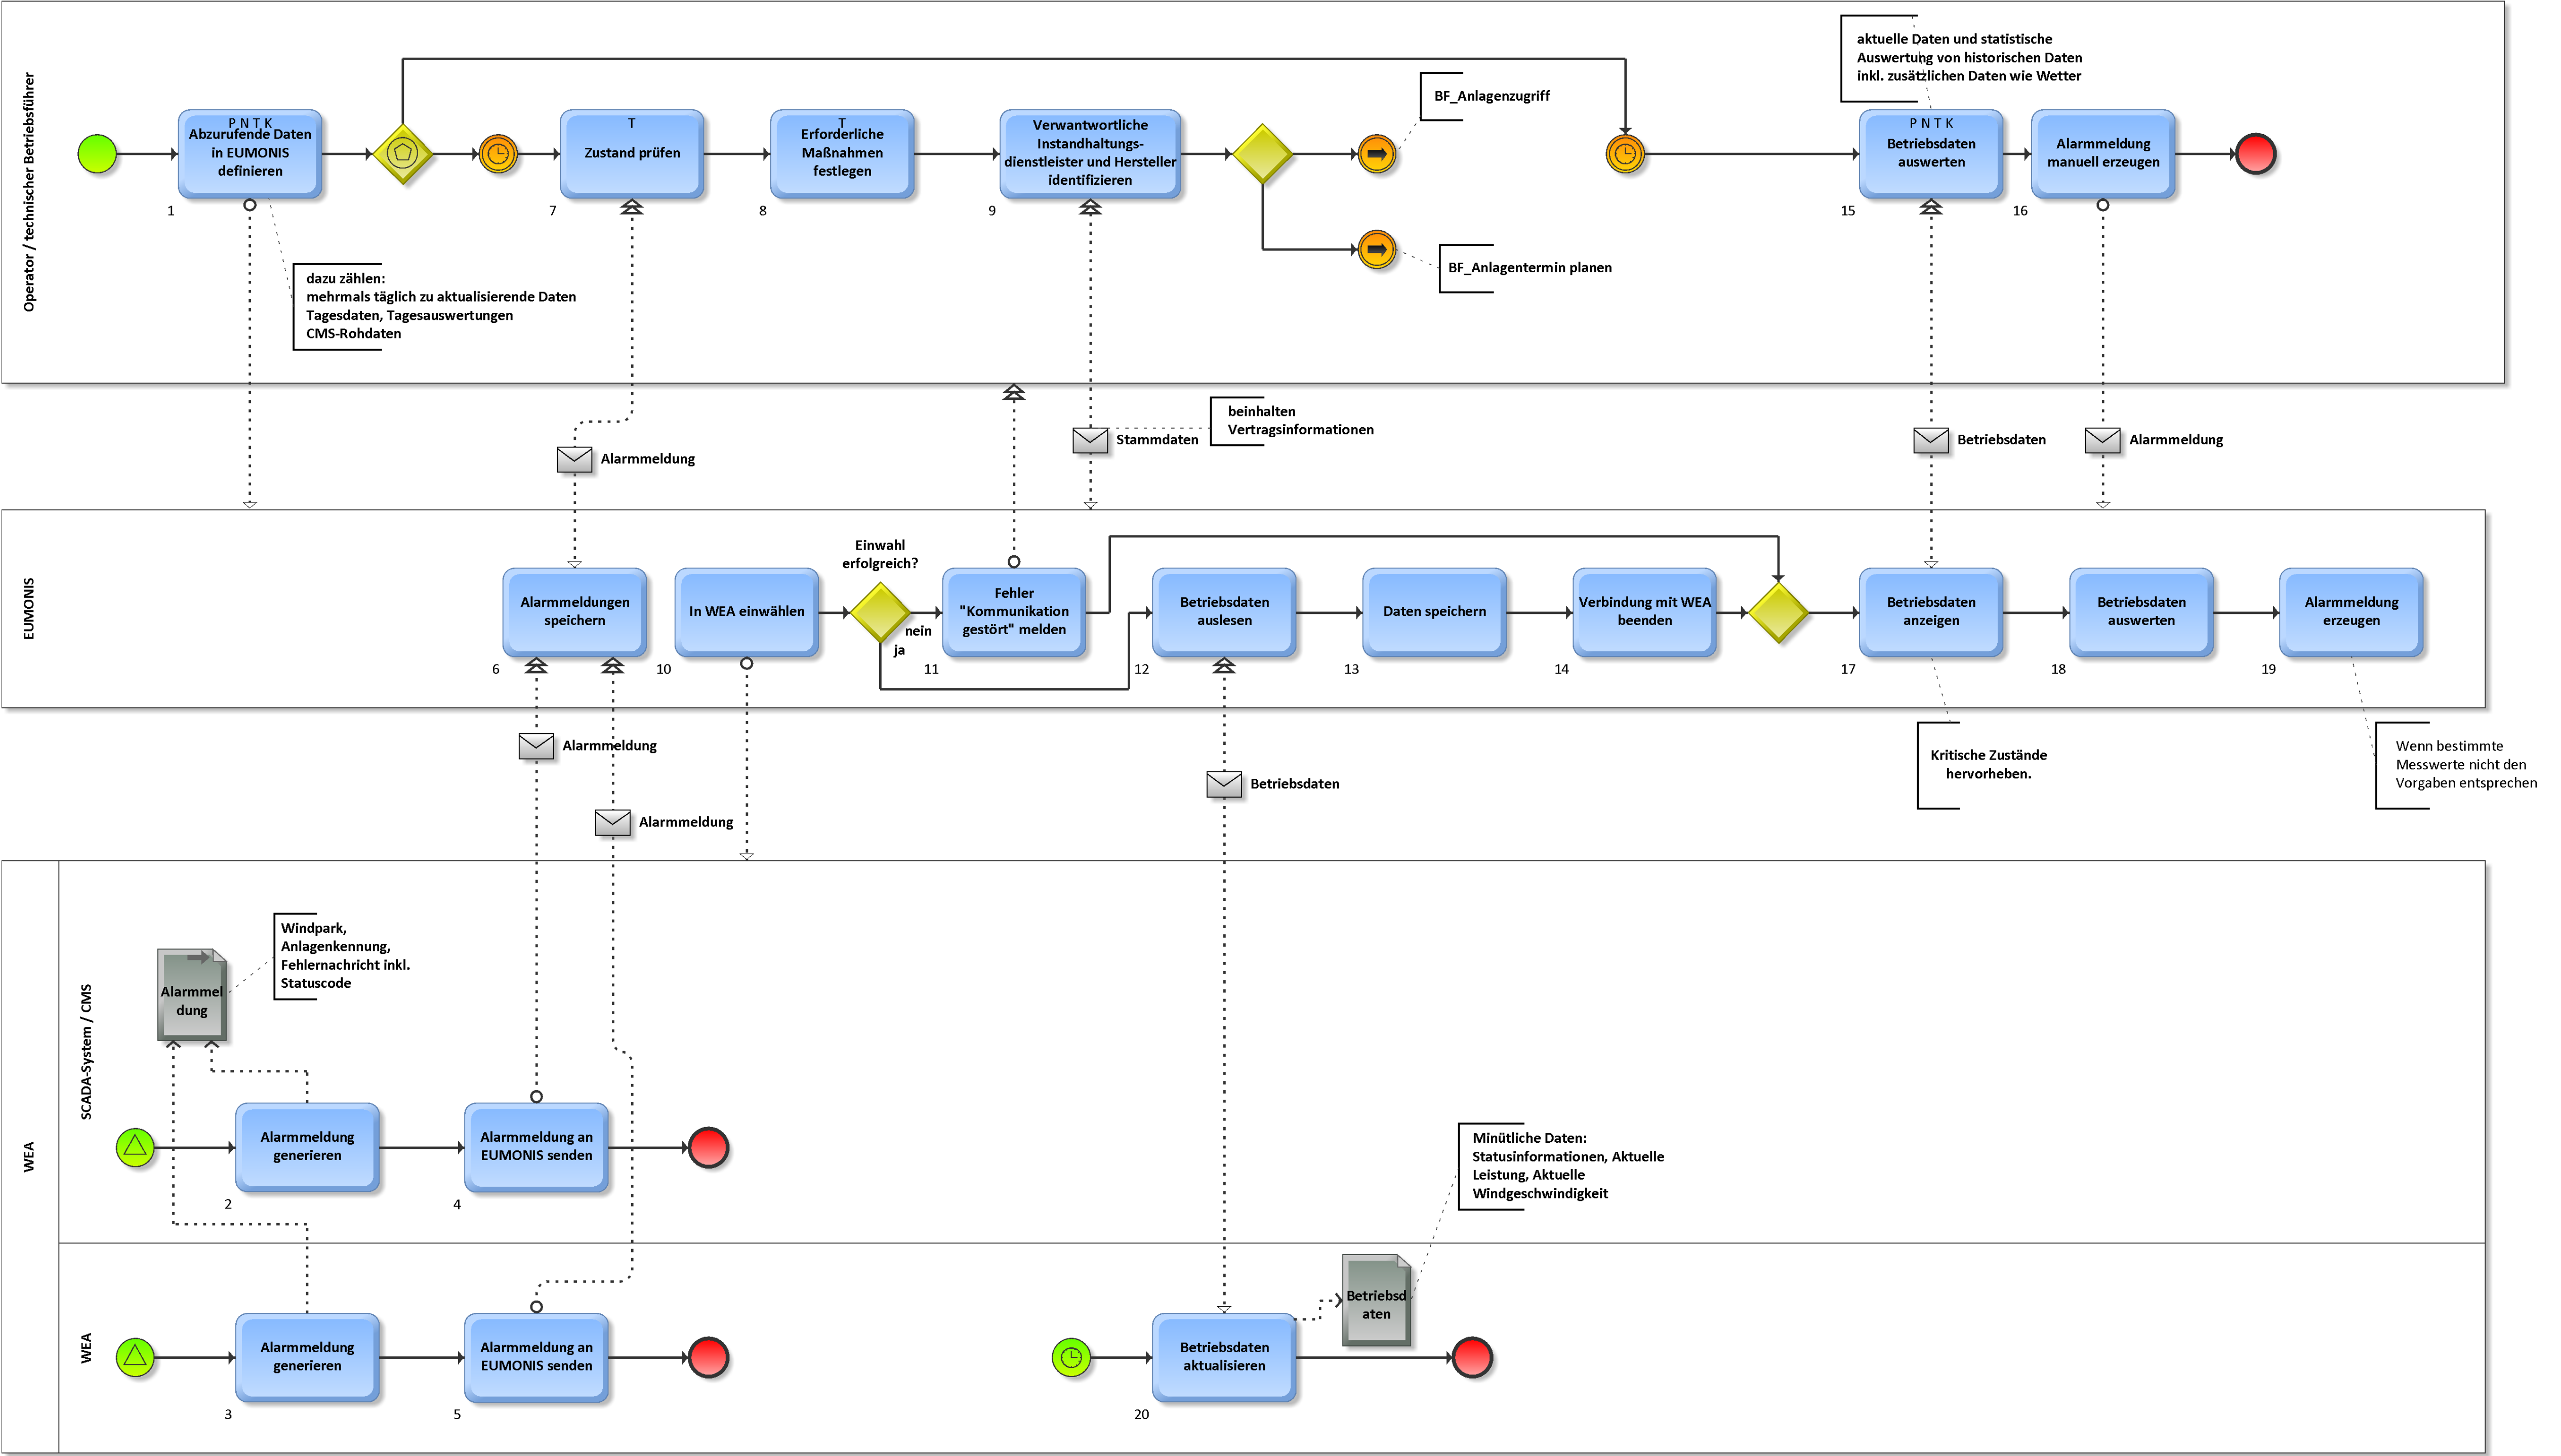 Operator / technischer Betriebsführer
P N T K
Abzurufende Daten
in EUMONIS
definieren
1
dazu zählen:
mehrmals täglich zu aktualisierende Daten
Tagesdaten, Tagesauswertungen
CMS-Rohdaten
T
Zustand prüfen
7
T
Erforderliche
Maßnahmen
festlegen
8
Verwantwortliche
Instandhaltungs-
dienstleister und Hersteller
identifizieren
9
BF_Anlagenzugriff
BF_Anlagentermin planen
aktuelle Daten und statistische
Auswertung von historischen Daten
inkl. zusätzlichen Daten wie Wetter
P N T K
Betriebsdaten
auswerten
15
Alarmmeldung
manuell erzeugen
16
Alarmmeldung
Stammdaten
beinhalten
Vertragsinformationen
Betriebsdaten
Alarmmeldung
EUMONIS
Alarmmeldungen
speichern
6
In WEA einwählen
10
Einwahl
erfolgreich?
nein
ja
Fehler
"Kommunikation
gestört" melden
11
Betriebsdaten
auslesen
12
Daten speichern
13
Verbindung mit WEA
beenden
14
Betriebsdaten
anzeigen
17
Betriebsdaten
auswerten
18
Alarmmeldung
erzeugen
19
Alarmmeldung
Alarmmeldung
Betriebsdaten
Kritische Zustände
hervorheben.
Wenn bestimmte
Messwerte nicht den
Vorgaben entsprechen
WEA
SCADA-System / CMS
Alarmmel
dung
Windpark,
Anlagenkennung,
Fehlernachricht inkl.
Statuscode
Alarmmeldung
generieren
2
Alarmmeldung an
EUMONIS senden
4
Minütliche Daten:
Statusinformationen, Aktuelle
Leistung, Aktuelle
Windgeschwindigkeit
WEA
Alarmmeldung
generieren
3
Alarmmeldung an
EUMONIS senden
5
Betriebsdaten
aktualisieren
20
Betriebsd
aten